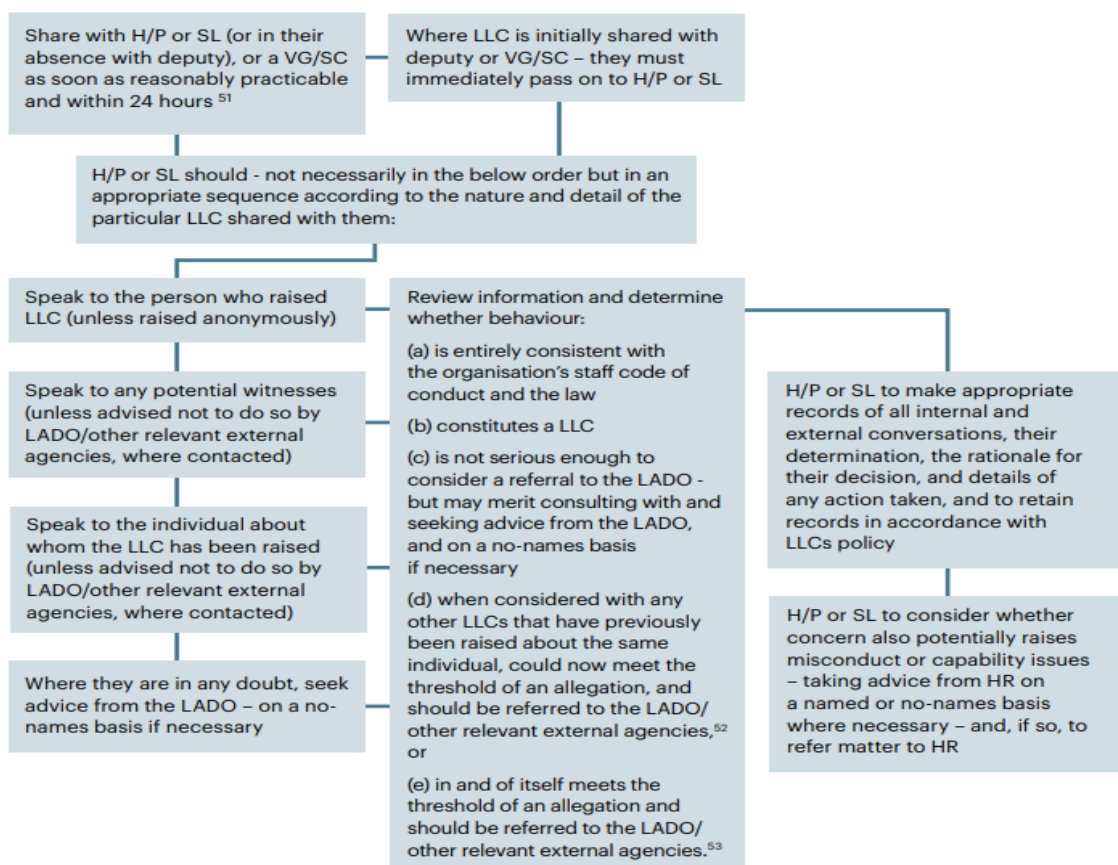 Share with H/P or SL (or in their
absence with deputy), or a VG/SC
as soon as reasonably practicable
and within 24 hours 51
Where LLC is initially shared with
deputy or VG/SC – they must
immediately pass on to H/P or SL
H/P or SL should - not necessarily in the below order but in an
appropriate sequence according to the nature and detail of the
particular LLC shared with them:
Speak to the person who raised
LLC (unless raised anonymously)
Speak to any potential witnesses
(unless advised not to do so by
LADO/other relevant external
agencies, where contacted)
Speak to the individual about
whom the LLC has been raised
(unless advised not to do so by
LADO/other relevant external
agencies, where contacted)
Where they are in any doubt, seek
advice from the LADO – on a no-
names basis if necessary
Review information and determine
whether behaviour:
(a) is entirely consistent with
the organisation's staff code of
conduct and the law
(b) constitutes a LLC
(c) is not serious enough to
consider a referral to the LADO -
but may merit consulting with and
seeking advice from the LADO,
and on a no-names basis
if necessary
(d) when considered with any
other LLCs that have previously
been raised about the same
individual, could now meet the
threshold of an allegation, and
should be referred to the LADO/
other relevant external agencies,52
or
(e) in and of itself meets the
threshold of an allegation and
should be referred to the LADO/
other relevant external agencies.53
H/P or SL to make appropriate
records of all internal and
external conversations, their
determination, the rationale for
their decision, and details of
any action taken, and to retain
records in accordance with
LLCs policy
H/P or SL to consider whether
concern also potentially raises
misconduct or capability issues
– taking advice from HR on
a named or no-names basis
where necessary – and, if so, to
refer matter to HR